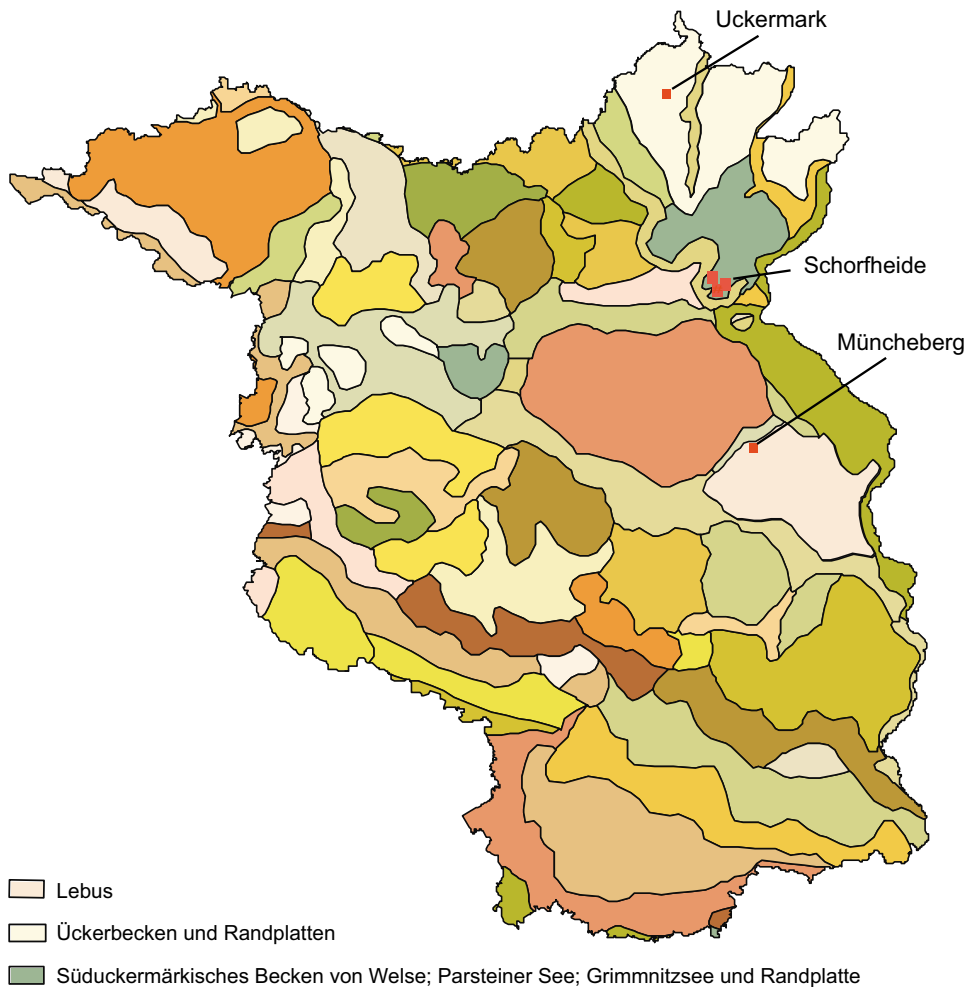 Uckermark
Schorfheide
Müncheberg
Lebus
Ückerbecken und Randplatten
Süduckermärkisches Becken von Welse; Parsteiner See; Grimmnitzsee und Randplatte